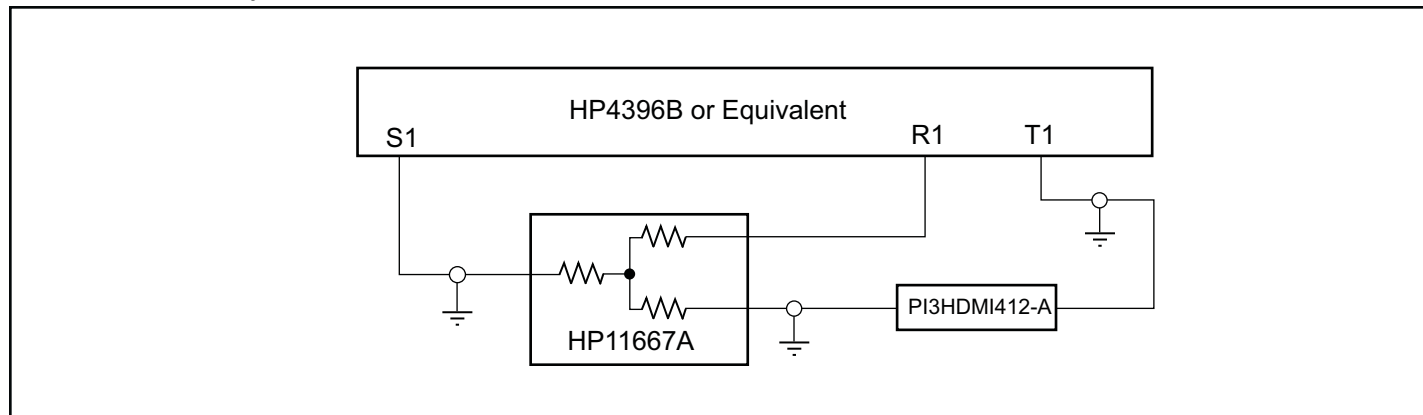 HP4396B or Equivalent
S1
R1
T1
PI3HDMI412-A
HP11667A